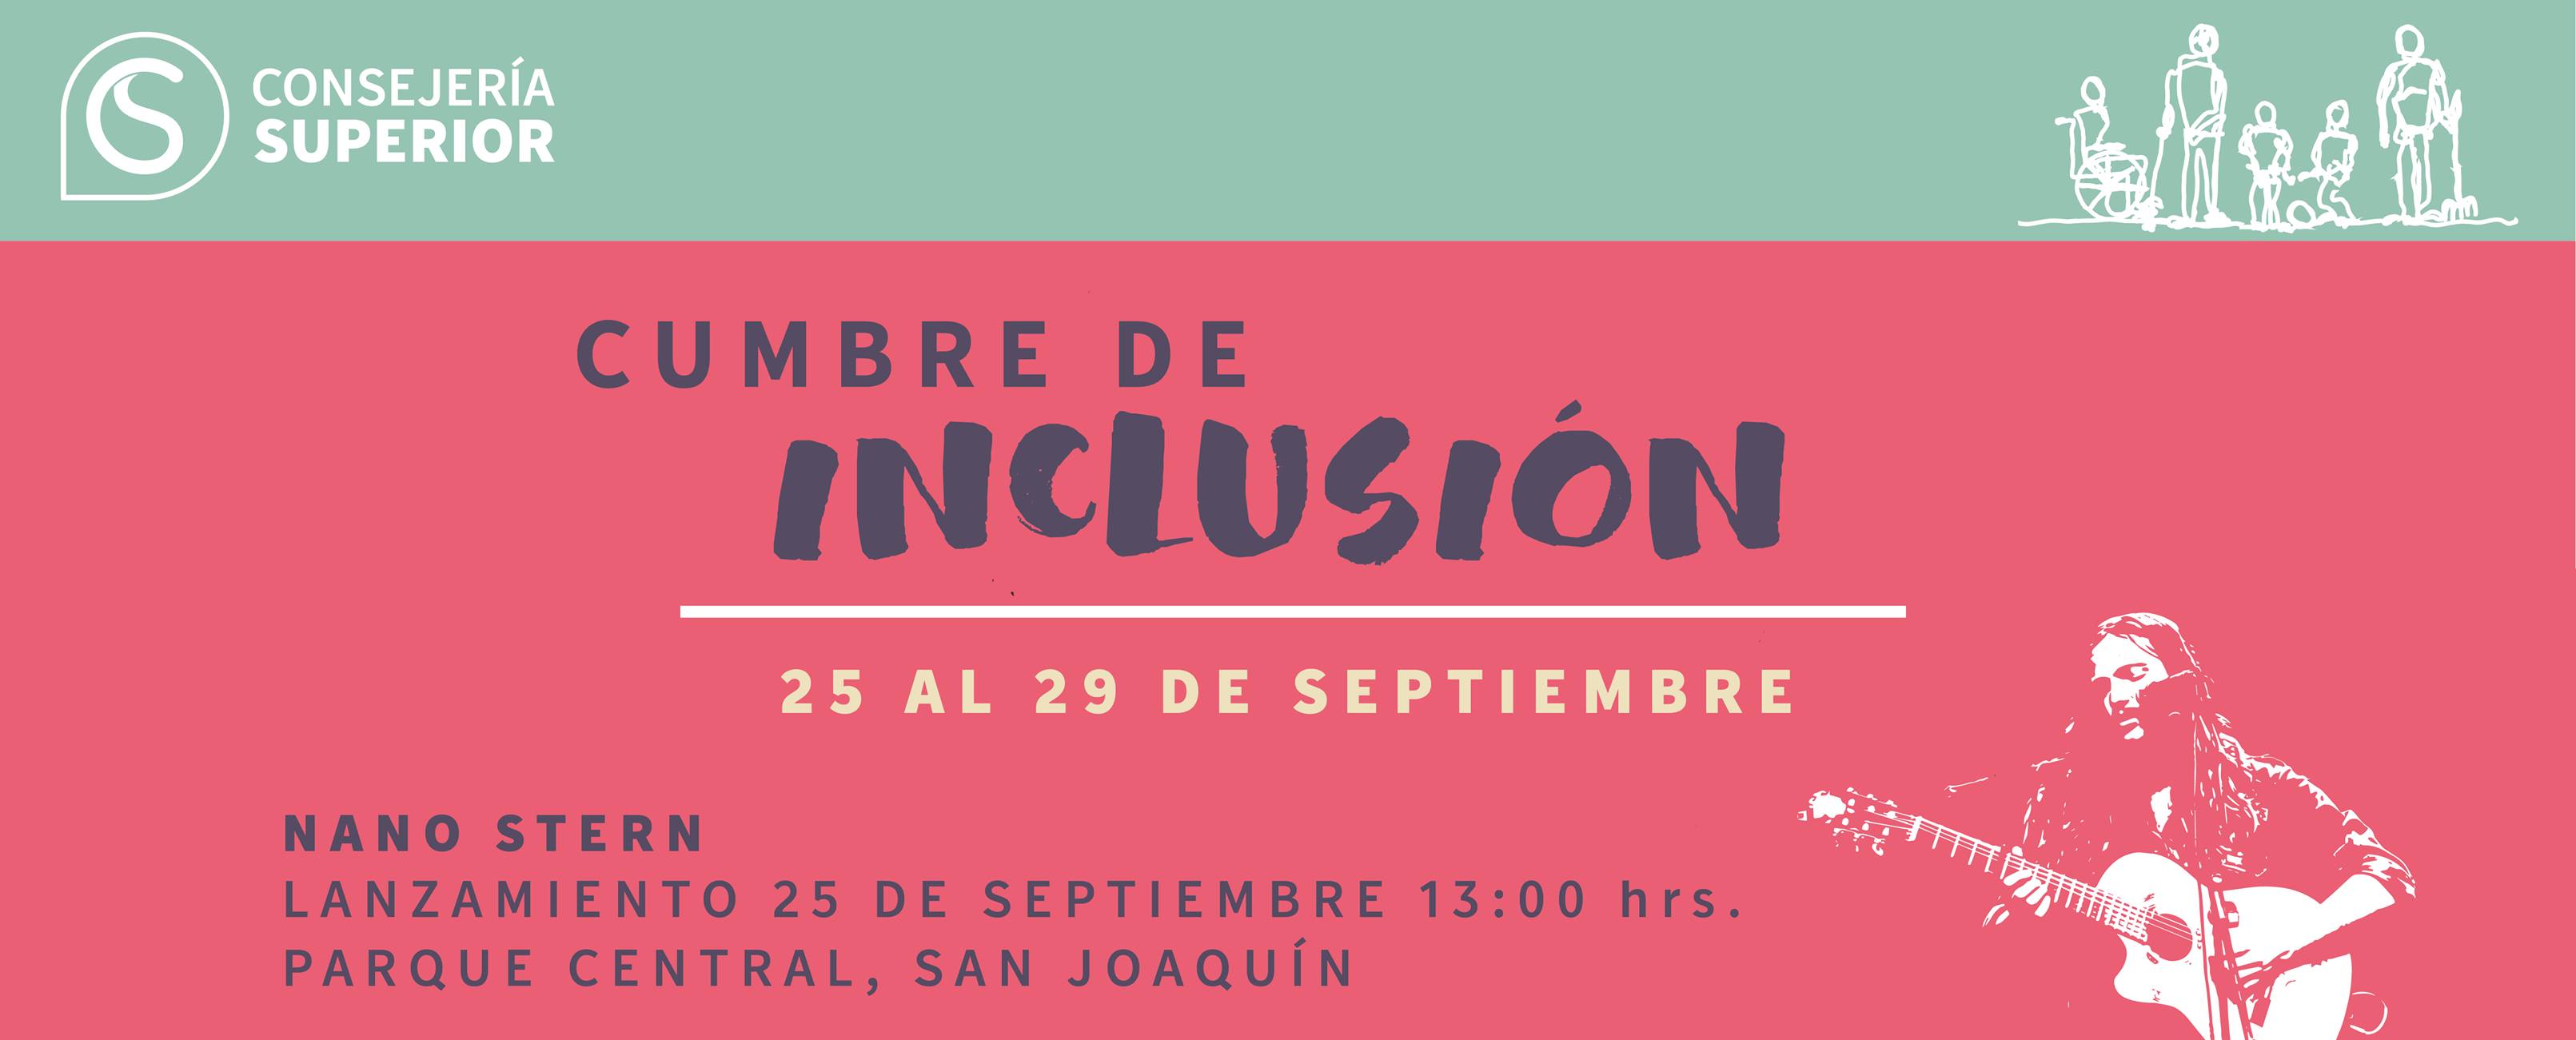 CONSEJERÍA
SUPERIOR
CUMBRE DE
INCLUSIÓN
25 AL 29 DE SEPTIEMBRE
NANO STERN
LANZAMIENTO 25 DE SEPTIEMBRE 13:00 hrs.
PARQUE CENTRAL, SAN JOAQUÍN